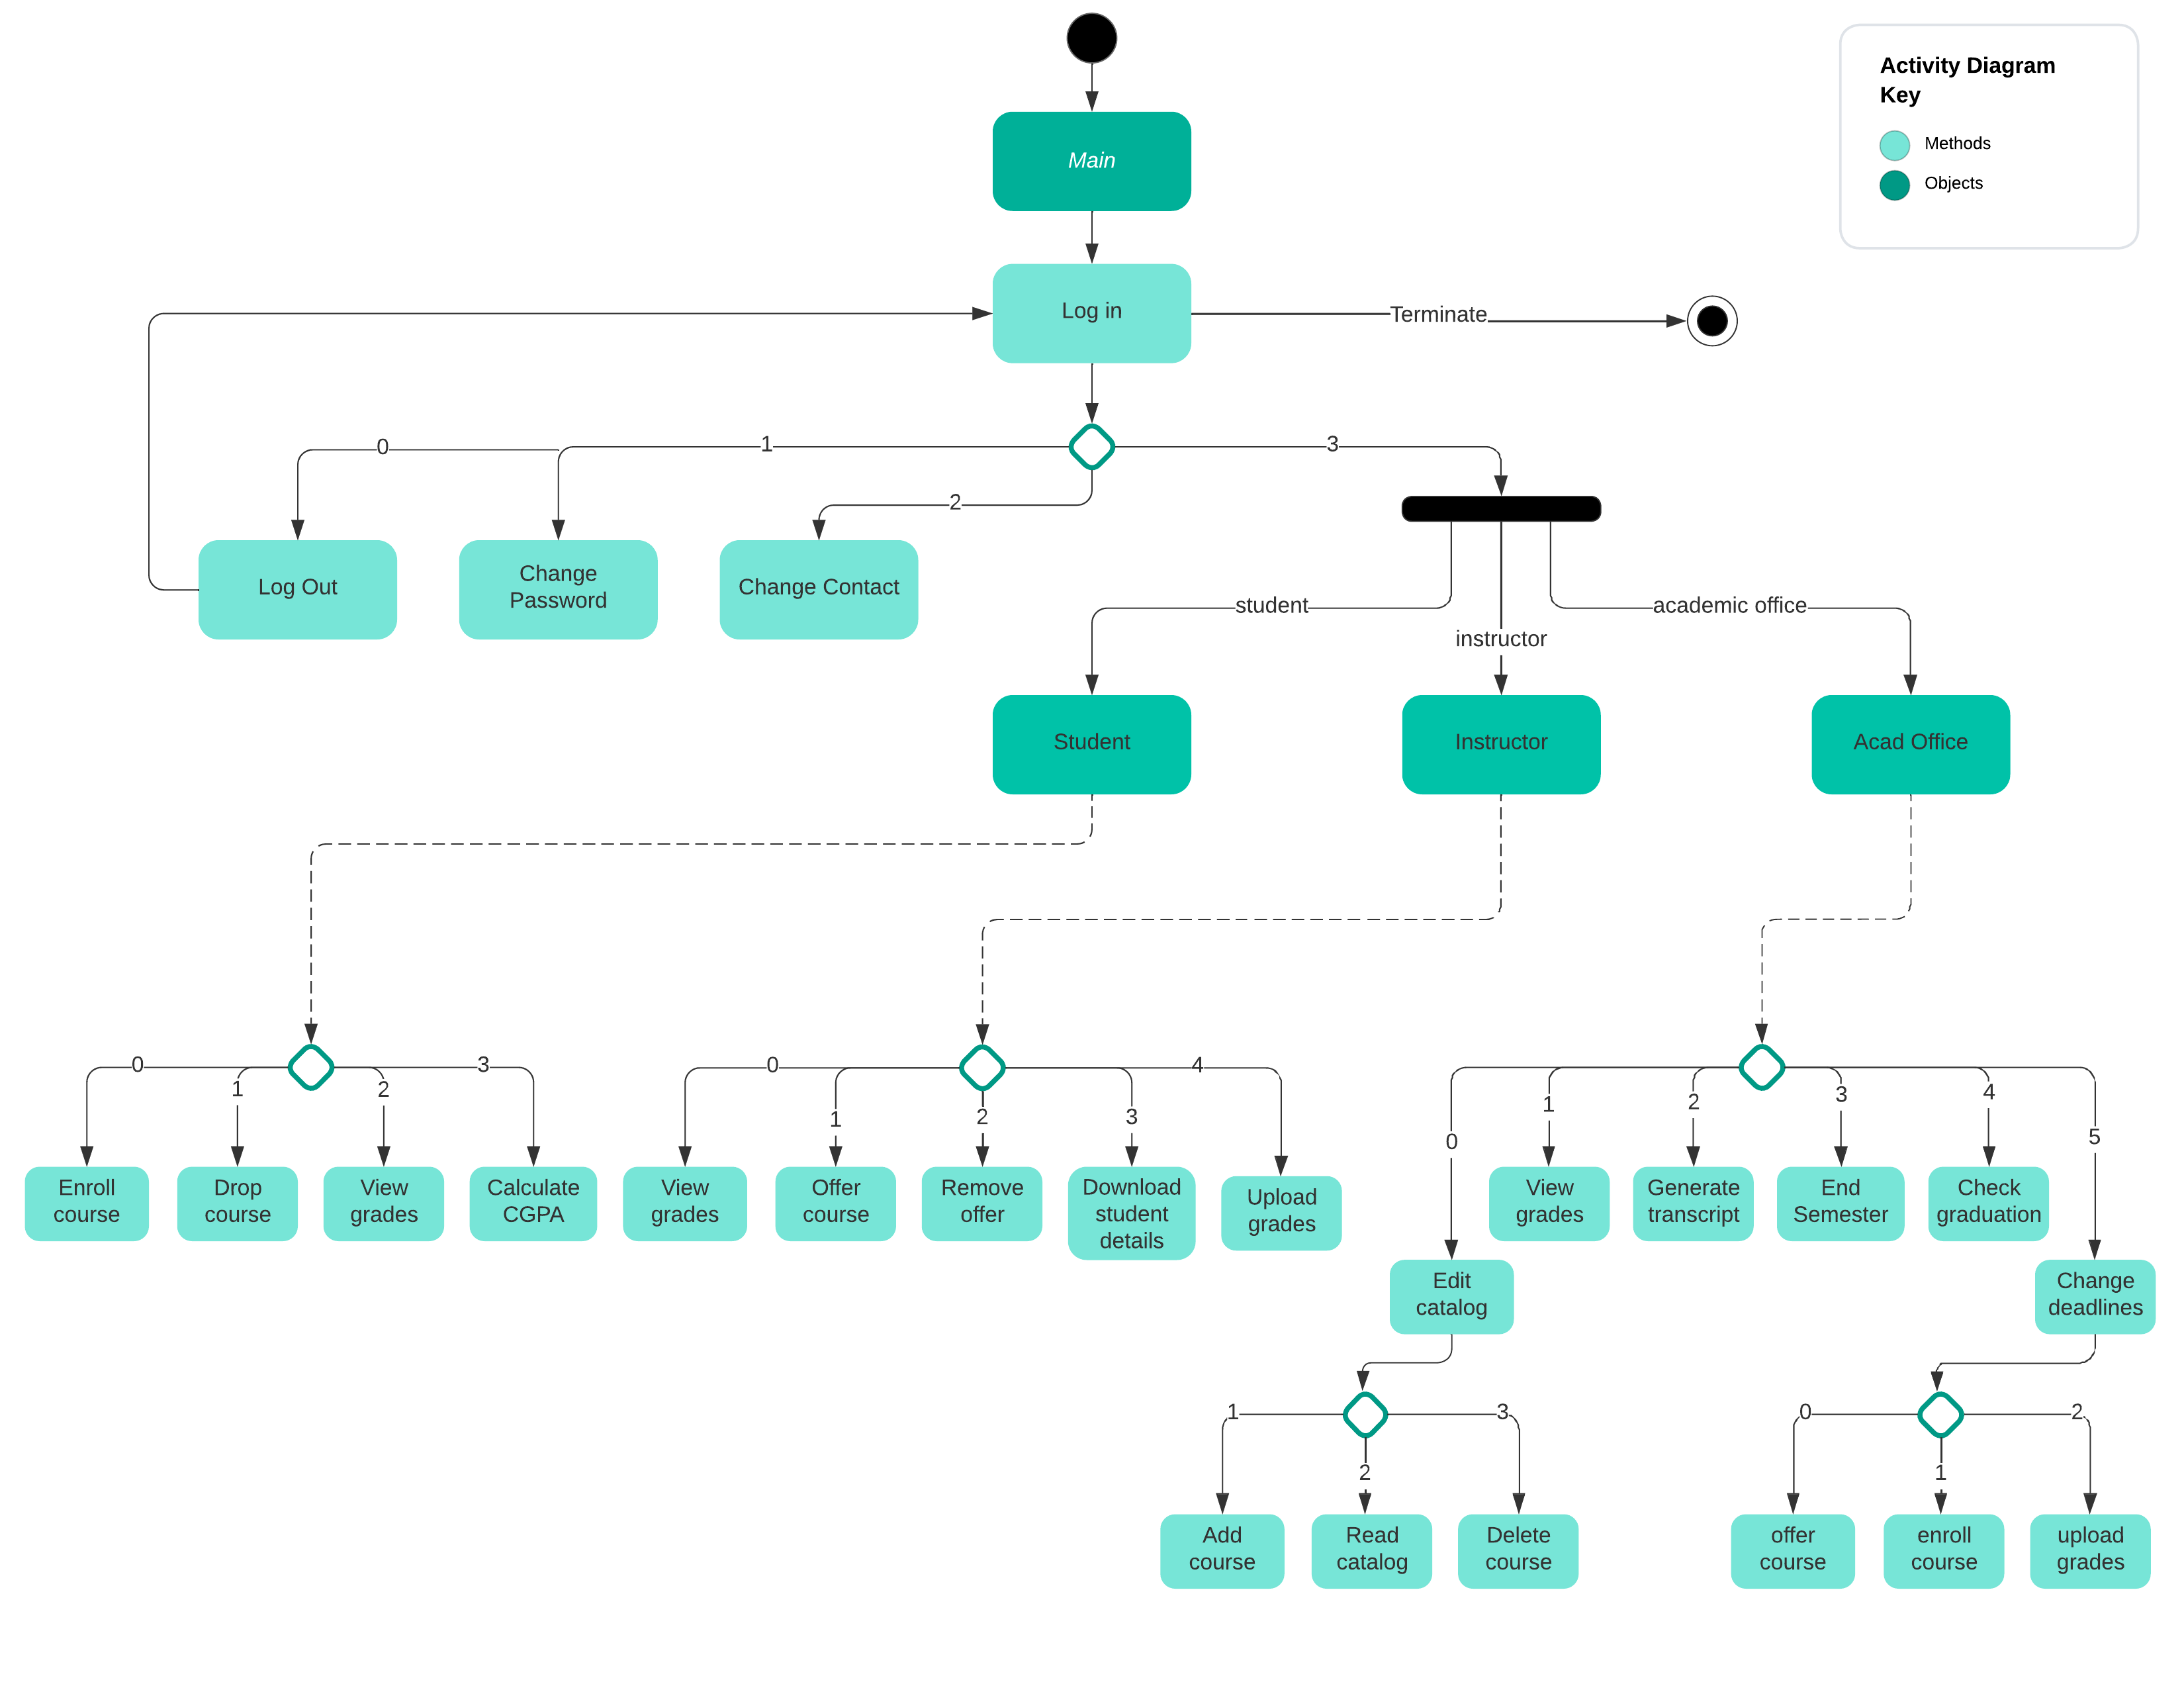 Activity Diagram
Key
Methods
Objects
Main
Log in
Terminate
0
1
3
2
Log Out
Change
Password
Change Contact
student
instructor
academic office
Student
Instructor
Acad Office
0
1
2
3
0
1
2
3
4
0
1
2
3
4
5
Enroll
course
Drop
course
View
grades
Calculate
CGPA
View
grades
Offer
course
Remove
offer
Download
student
details
Upload
grades
View
grades
Generate
transcript
End
Semester
Check
graduation
Edit
catalog
Change
deadlines
1
2
3
0
1
2
Add
course
Read
catalog
Delete
course
offer
course
enroll
course
upload
grades